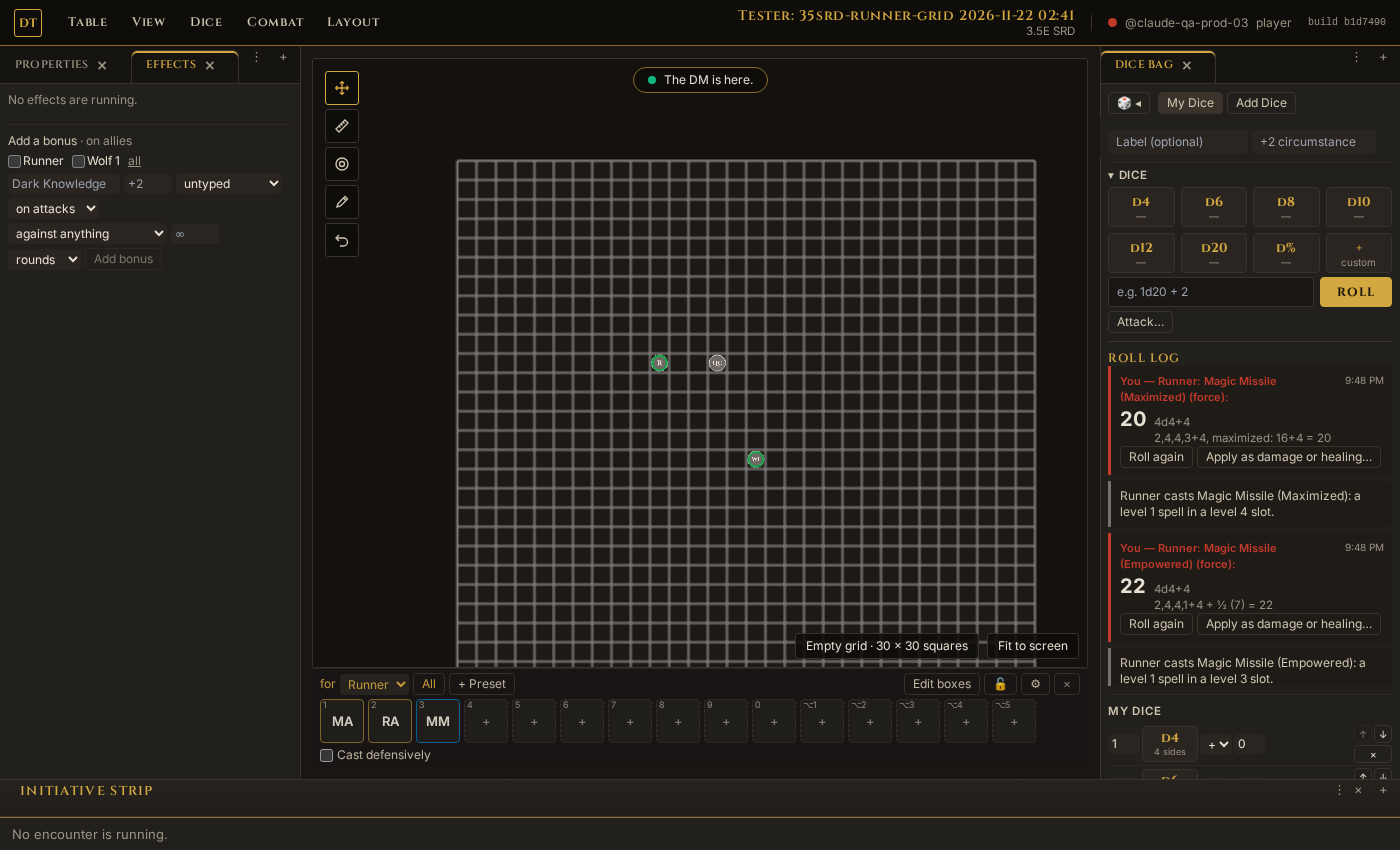 DT TABLE VIEW DICE COMBAT LAYOUT
TESTER: 35SRD-RUNNER-GRID 2026-11-22 02:41
3.5E SRD
@claude-qa-prod-03 player build b1d7490
PROPERTIES × EFFECTS × ⋮ +
No effects are running.
Add a bonus · on allies
Runner Wolf 1 all
Dark Knowledge +2 untyped
on attacks
against anything ∞
rounds Add bonus
The DM is here.
R
QC
W1
Empty grid · 30 × 30 squares Fit to screen
for Runner All + Preset Edit boxes ×
1 MA
2 RA
3 MM
4 +
5 +
6 +
7 +
8 +
9 +
0 +
⌥1 +
⌥2 +
⌥3 +
⌥4 +
⌥5 +
Cast defensively
DICE BAG × ⋮ +
My Dice Add Dice
Label (optional) +2 circumstance
▾ DICE
D4 D6 D8 D10
— — — —
D12 D20 D% +
— — — custom
e.g. 1d20 + 2 ROLL
Attack...
ROLL LOG
You — Runner: Magic Missile 9:48 PM
(Maximized) (force):
20 4d4+4
2,4,4,3+4, maximized: 16+4 = 20
Roll again Apply as damage or healing...
Runner casts Magic Missile (Maximized): a
level 1 spell in a level 4 slot.
You — Runner: Magic Missile 9:48 PM
(Empowered) (force):
22 4d4+4
2,4,4,1+4 + ½ (7) = 22
Roll again Apply as damage or healing...
Runner casts Magic Missile (Empowered): a
level 1 spell in a level 3 slot.
MY DICE
1 D4 + 0 ↑ ↓
4 sides ×
INITIATIVE STRIP ⋮ × +
No encounter is running.